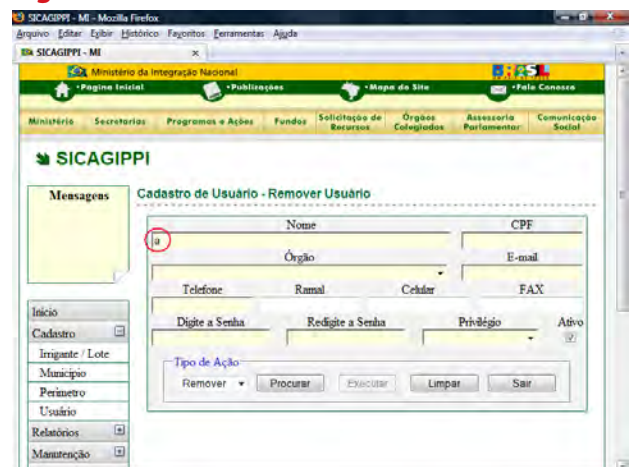 SICAGIPPI - MI - Mozilla Firefox
Arquivo Editar Exibir Histórico Favoritos Ferramentas Ajuda
SICAGIPPI - MI
Ministério da Integração Nacional
Página Inicial Publicações Mapa do Site Fale Conosco
Ministério Secretarias Programas e Ações Fundos Solicitação de Recursos Órgãos Colegiados Assessoria Parlamentar Comunicação Social
SICAGIPPI
Mensagens
Cadastro de Usuário - Remover Usuário
Nome CPF
a
Órgão E-mail
Telefone Ramal Celular FAX
Digite a Senha Redigite a Senha Privilégio Ativo
Tipo de Ação
Remover Procurar Executar Limpar Sair
Início
Cadastro
Irrigante / Lote
Município
Perímetro
Usuário
Relatórios
Manutenção